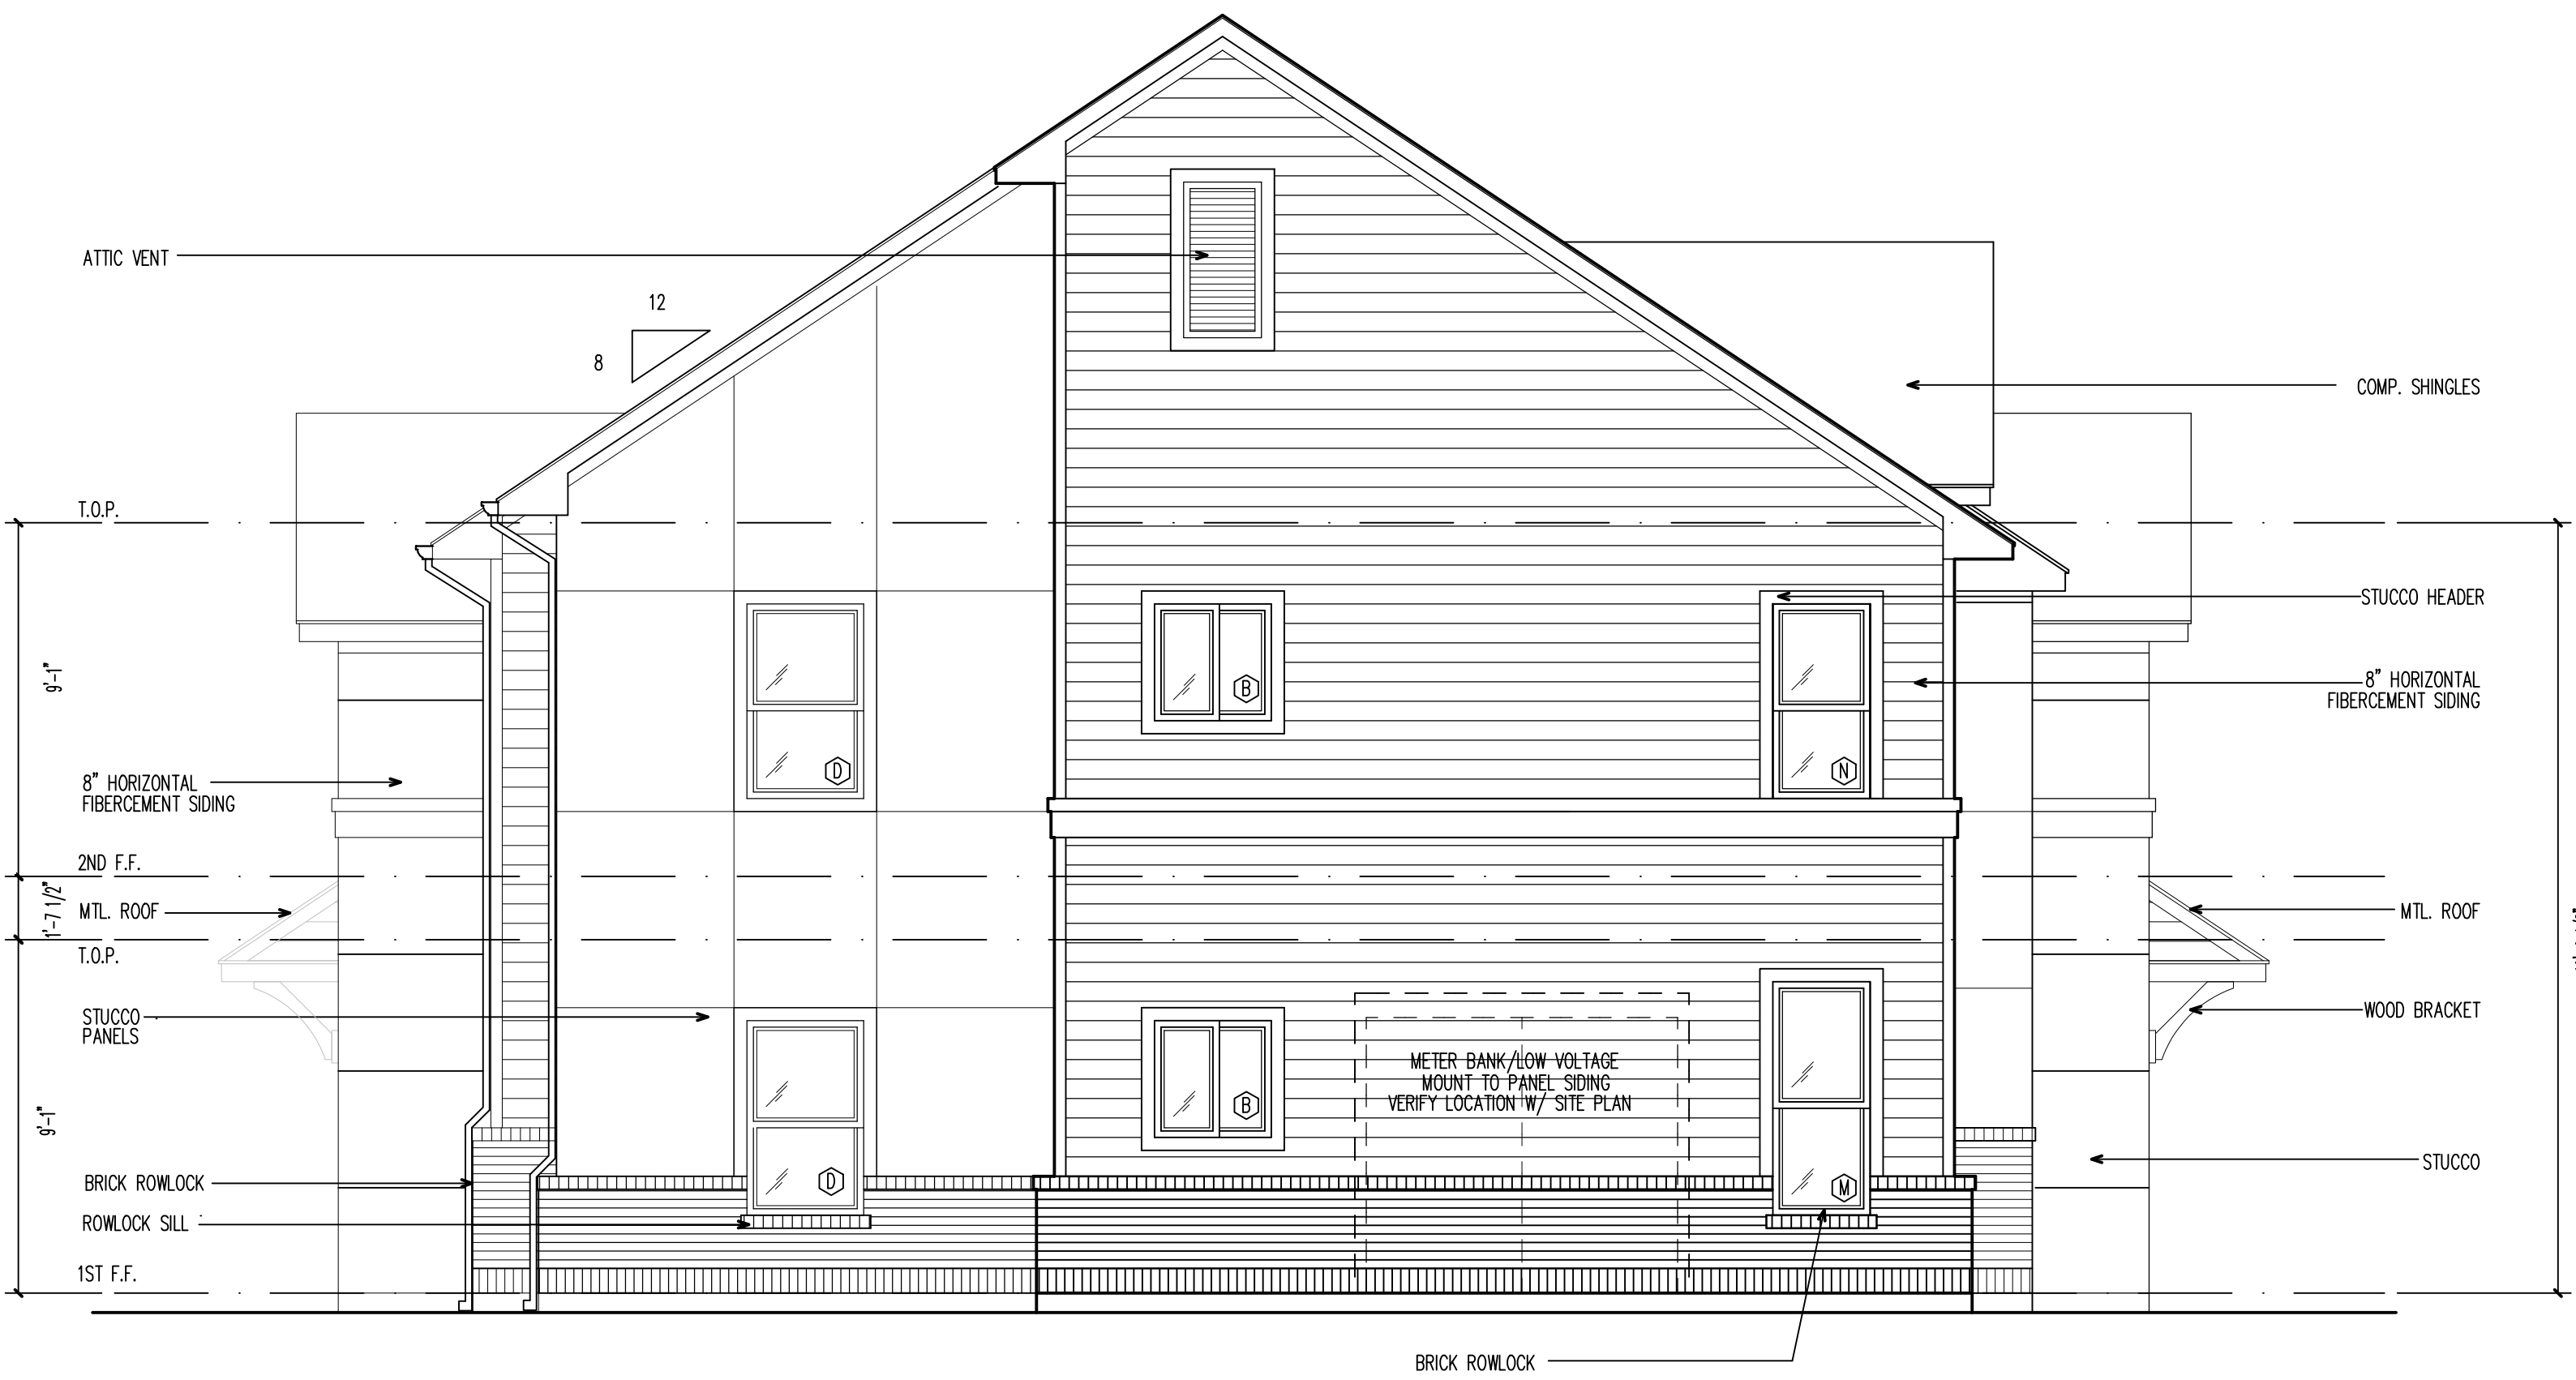 ATTIC VENT
12
8
COMP. SHINGLES
T.O.P.
STUCCO HEADER
9'-1"
8" HORIZONTAL
FIBERCEMENT SIDING
B
D
N
8" HORIZONTAL
FIBERCEMENT SIDING
2ND F.F.
1'-7 1/2"
MTL. ROOF
MTL. ROOF
T.O.P.
STUCCO
PANELS
WOOD BRACKET
METER BANK/LOW VOLTAGE
MOUNT TO PANEL SIDING
VERIFY LOCATION W/ SITE PLAN
B
9'-1"
STUCCO
BRICK ROWLOCK
D
M
ROWLOCK SILL
1ST F.F.
BRICK ROWLOCK